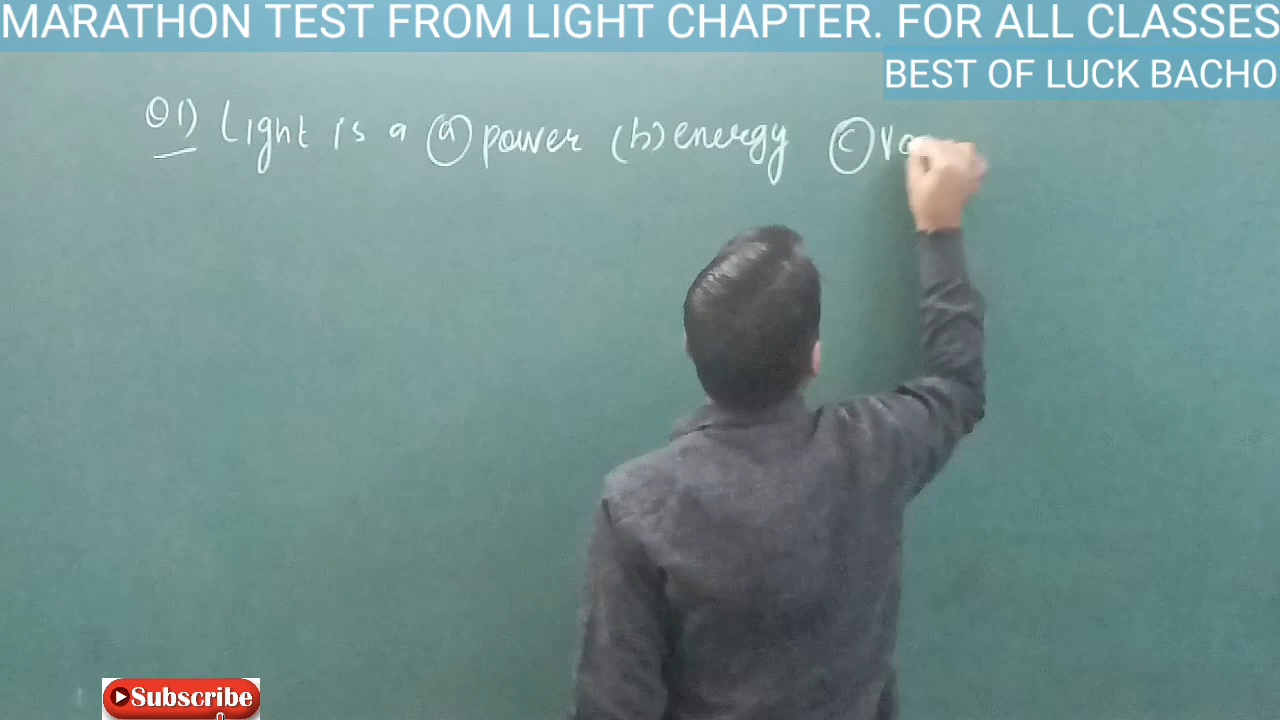 MARATHON TEST FROM LIGHT CHAPTER. FOR ALL CLASSES
BEST OF LUCK BACHO
Q1) Light is a (a) power (b) energy (c)
Subscribe